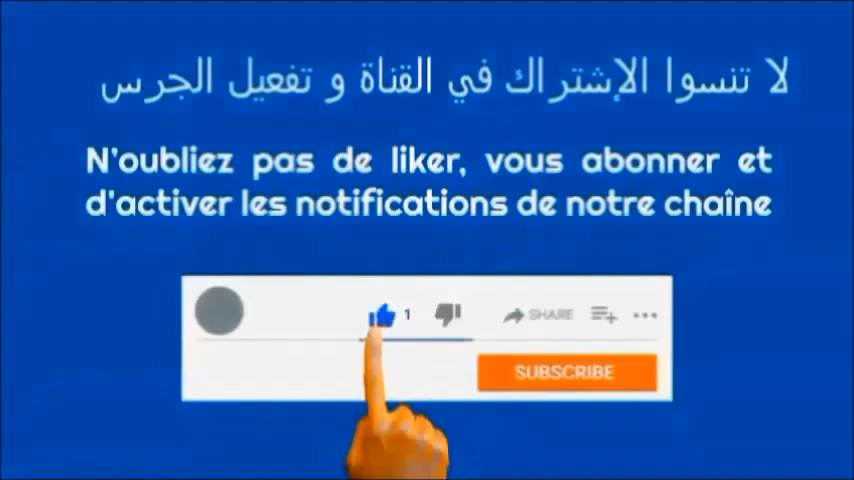 لا تنسوا الإشتراك في القناة و تفعيل الجرس
N'oubliez pas de liker, vous abonner et
d'activer les notifications de notre chaîne
1 SHARE
SUBSCRIBE